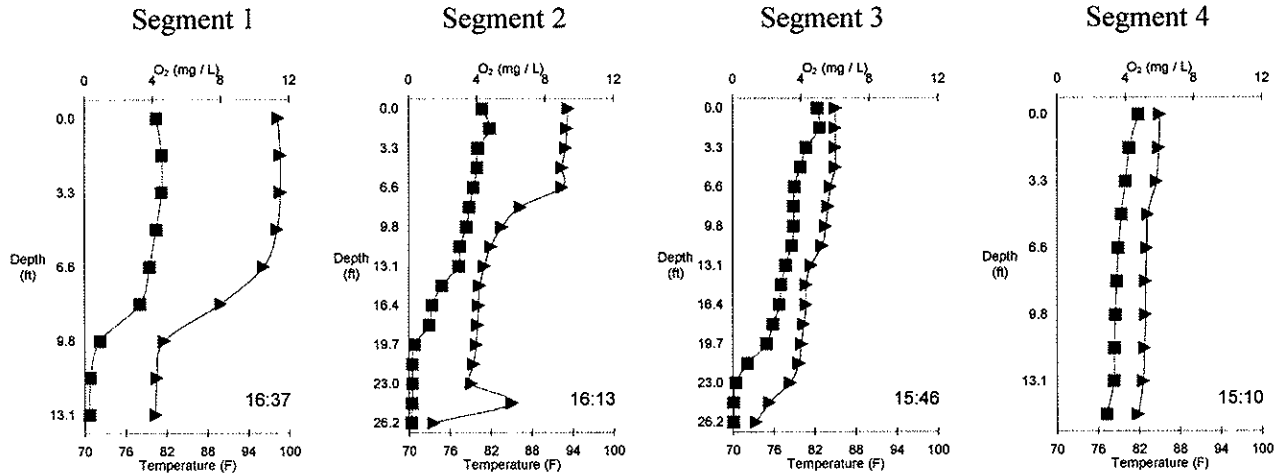 Segment 1
O₂ (mg / L)
0 4 8 12
0.0
3.3
6.6
9.8
13.1
Depth
(ft)
16:37
70 76 82 88 94 100
Temperature (F)
Segment 2
O₂ (mg / L)
0 4 8 12
0.0
3.3
6.6
9.8
13.1
16.4
19.7
23.0
26.2
Depth
(ft)
16:13
70 76 82 88 94 100
Temperature (F)
Segment 3
O₂ (mg / L)
0 4 8 12
0.0
3.3
6.6
9.8
13.1
16.4
19.7
23.0
26.2
Depth
(ft)
15:46
70 76 82 88 94 100
Temperature (F)
Segment 4
O₂ (mg / L)
0 4 8 12
0.0
3.3
6.6
9.8
13.1
Depth
(ft)
15:10
70 76 82 88 94 100
Temperature (F)